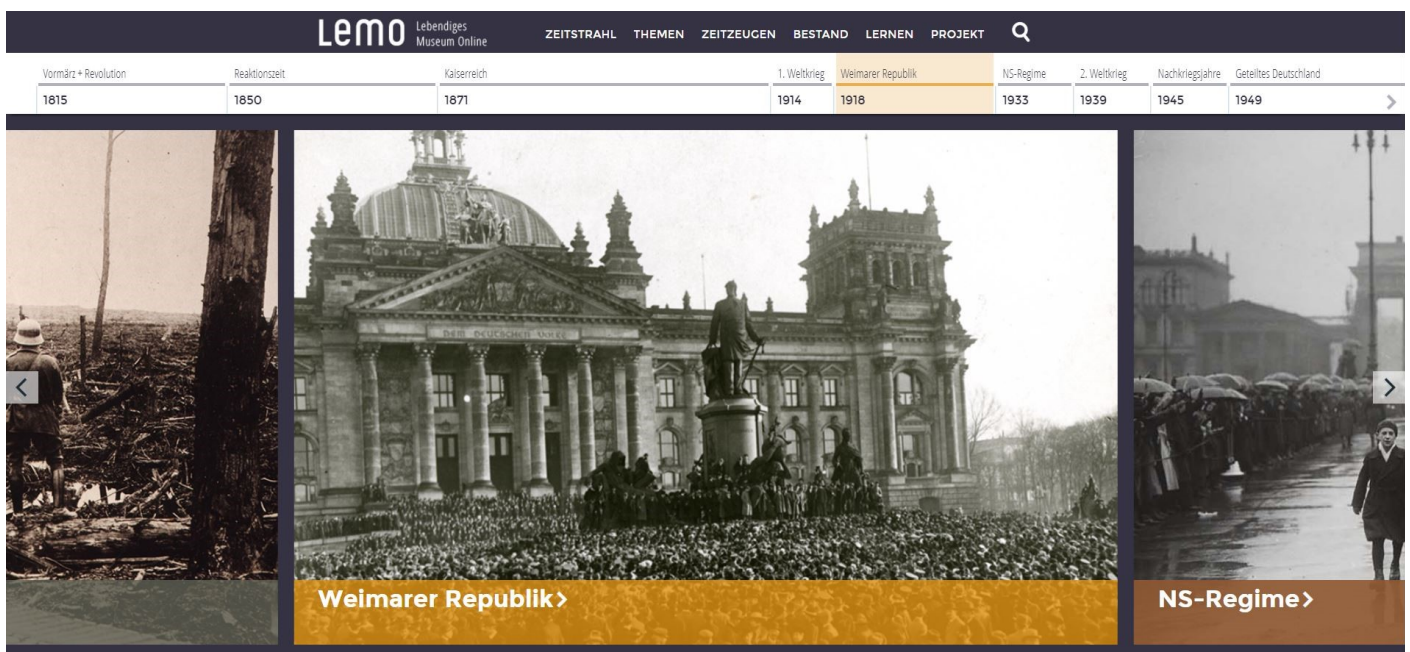 LeMO Lebendiges
Museum Online
ZEITSTRAHL THEMEN ZEITZEUGEN BESTAND LERNEN PROJEKT
Vormärz + Revolution Reaktionszeit Kaiserreich 1. Weltkrieg Weimarer Republik NS-Regime 2. Weltkrieg Nachkriegsjahre Geteiltes Deutschland
1815 1850 1871 1914 1918 1933 1939 1945 1949
DEM DEUTSCHEN VOLKE
Weimarer Republik NS-Regime